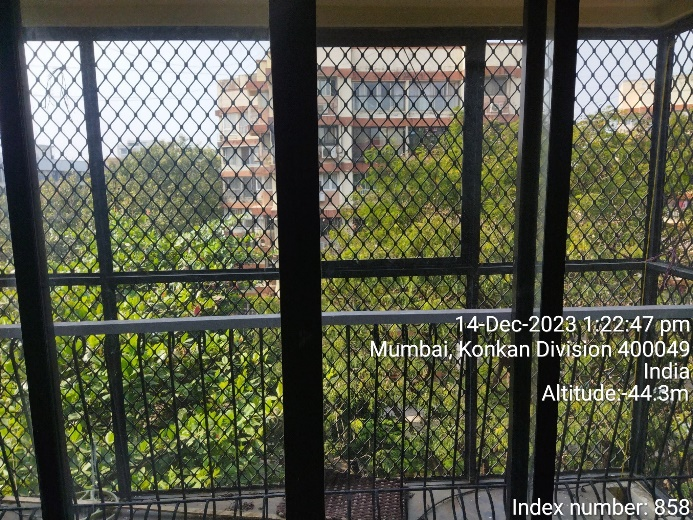 14-Dec-2023 1:22:47 pm
Mumbai, Konkan Division 400049
India
Altitude:-44.3m
Index number: 858